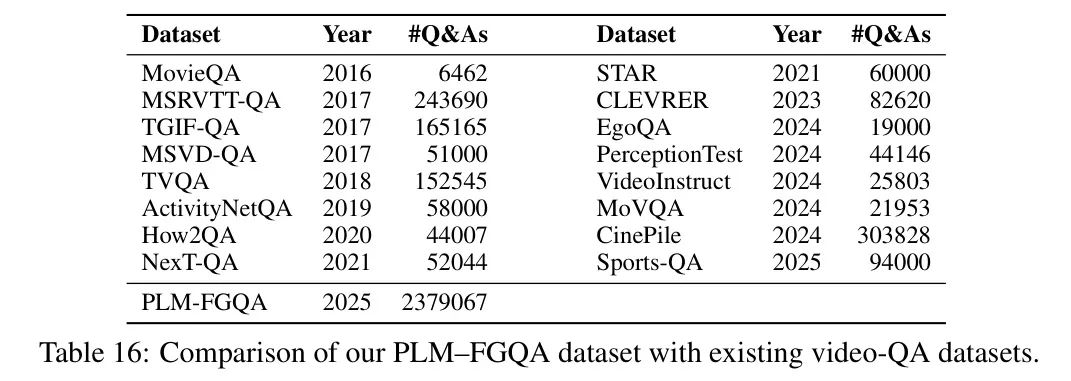 Dataset Year #Q&As Dataset Year #Q&As
MovieQA 2016 6462 STAR 2021 60000
MSRVTT-QA 2017 243690 CLEVRER 2023 82620
TGIF-QA 2017 165165 EgoQA 2024 19000
MSVD-QA 2017 51000 PerceptionTest 2024 44146
TVQA 2018 152545 VideoInstruct 2024 25803
ActivityNetQA 2019 58000 MoVQA 2024 21953
How2QA 2020 44007 CinePile 2024 303828
NexT-QA 2021 52044 Sports-QA 2025 94000
PLM-FGQA 2025 2379067
Table 16: Comparison of our PLM–FGQA dataset with existing video-QA datasets.